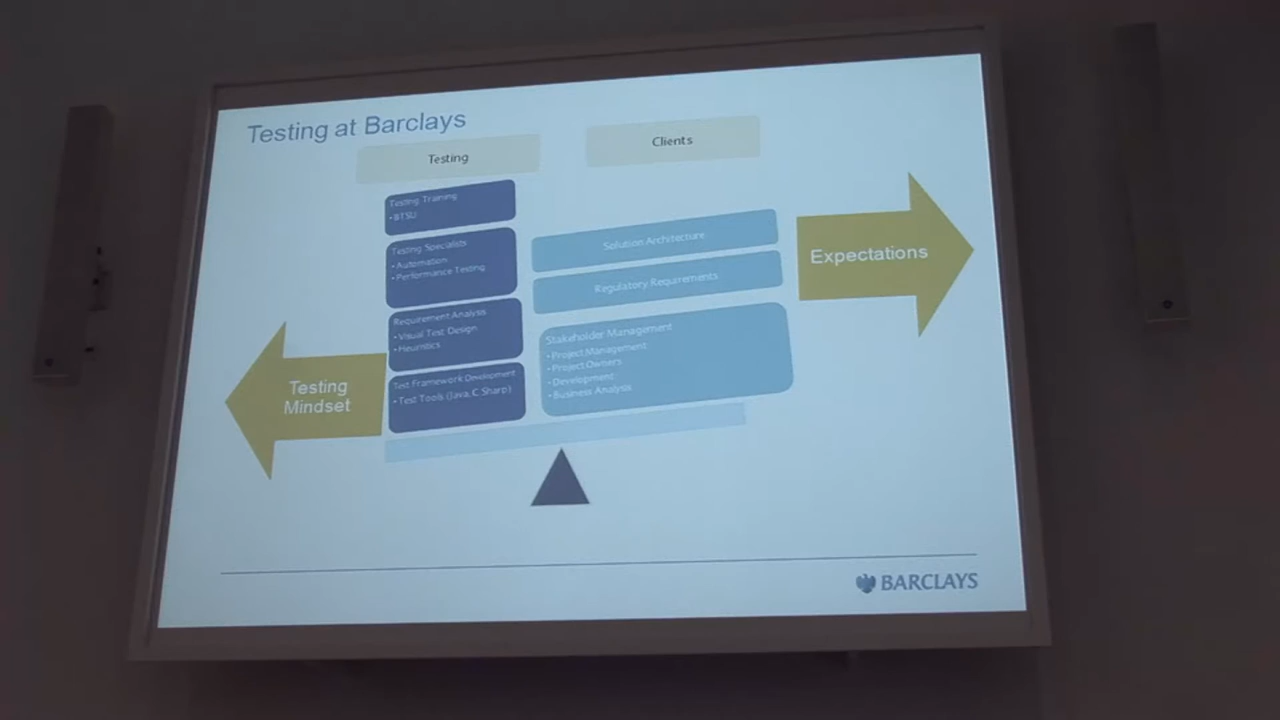 Testing at Barclays
Testing
Clients
Testing Training
• BTSU
Testing Specialists
• Automation
• Performance Testing
Requirement Analysis
• Visual Test Design
• Heuristics
Test Framework Development
• Test Tools (Java, C Sharp)
Solution Architecture
Regulatory Requirements
Stakeholder Management
• Project Management
• Project Owners
• Development
• Business Analysis
Expectations
Testing
Mindset
BARCLAYS